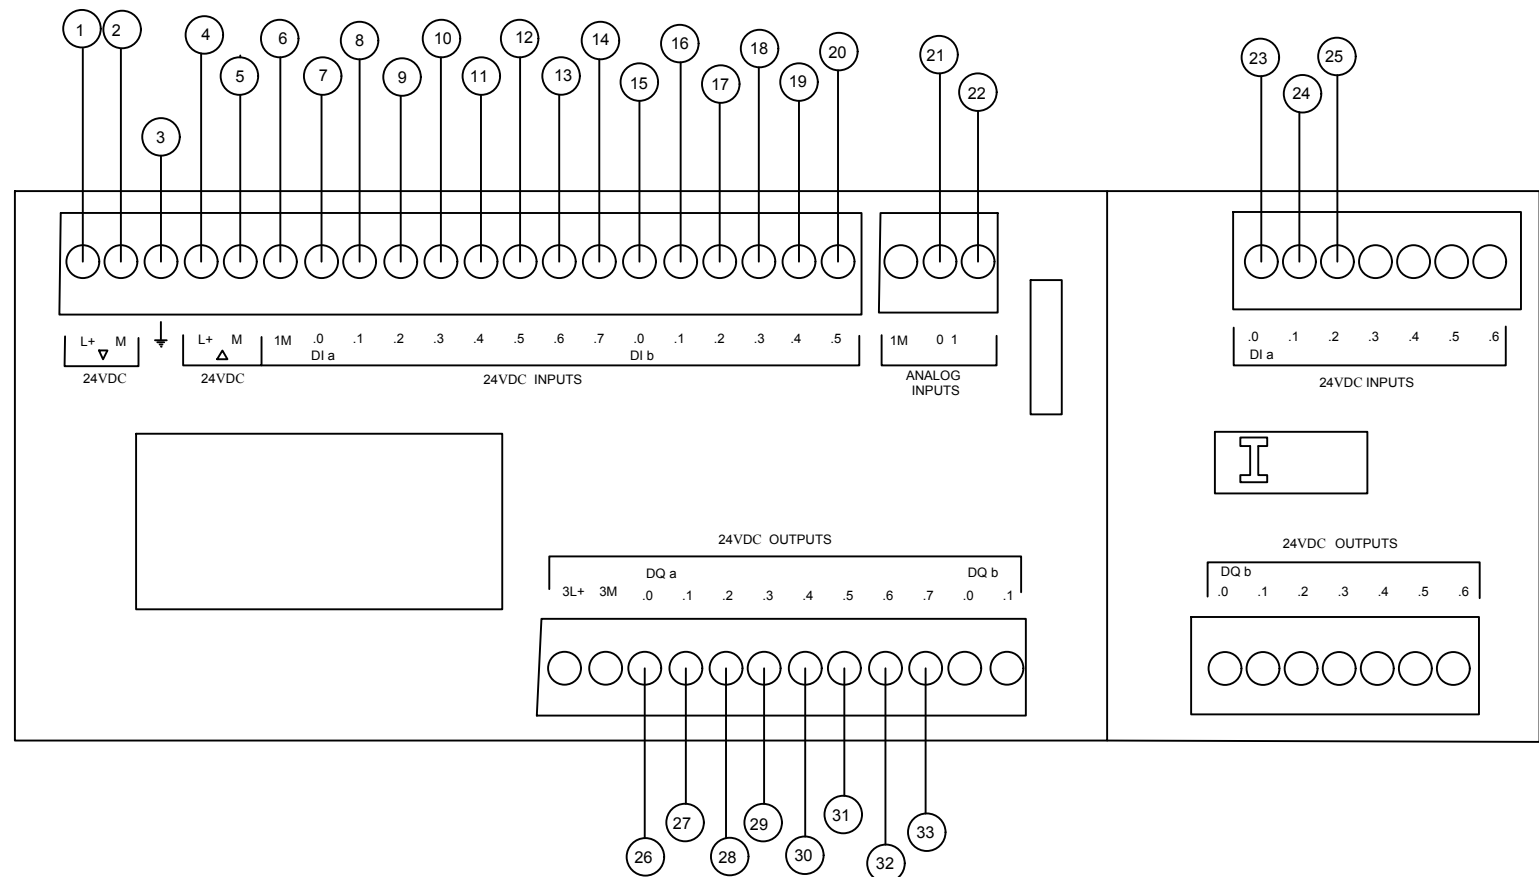 1 2 4 6 8 10 12 14 16 18 20 21 23 25
3 5 7 9 11 13 15 17 19 22 24
L+ M L+ M 1M .0 .1 .2 .3 .4 .5 .6 .7 .0 .1 .2 .3 .4 .5
DI a DI b
24VDC 24VDC 24VDC INPUTS
1M 0 1
ANALOG
INPUTS
.0 .1 .2 .3 .4 .5 .6
DI a
24VDC INPUTS
24VDC OUTPUTS
DQ a DQ b
3L+ 3M .0 .1 .2 .3 .4 .5 .6 .7 .0 .1
24VDC OUTPUTS
DQ b
.0 .1 .2 .3 .4 .5 .6
26 27 28 29 30 31 32 33